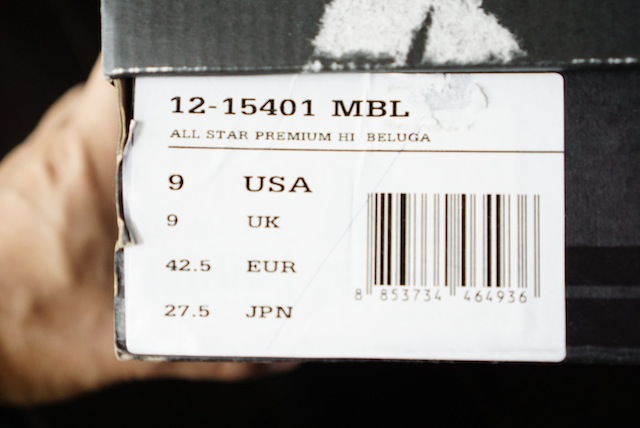 12-15401 MBL
ALL STAR PREMIUM HI BELUGA
9 USA
9 UK
42.5 EUR
27.5 JPN
8 853734 464936